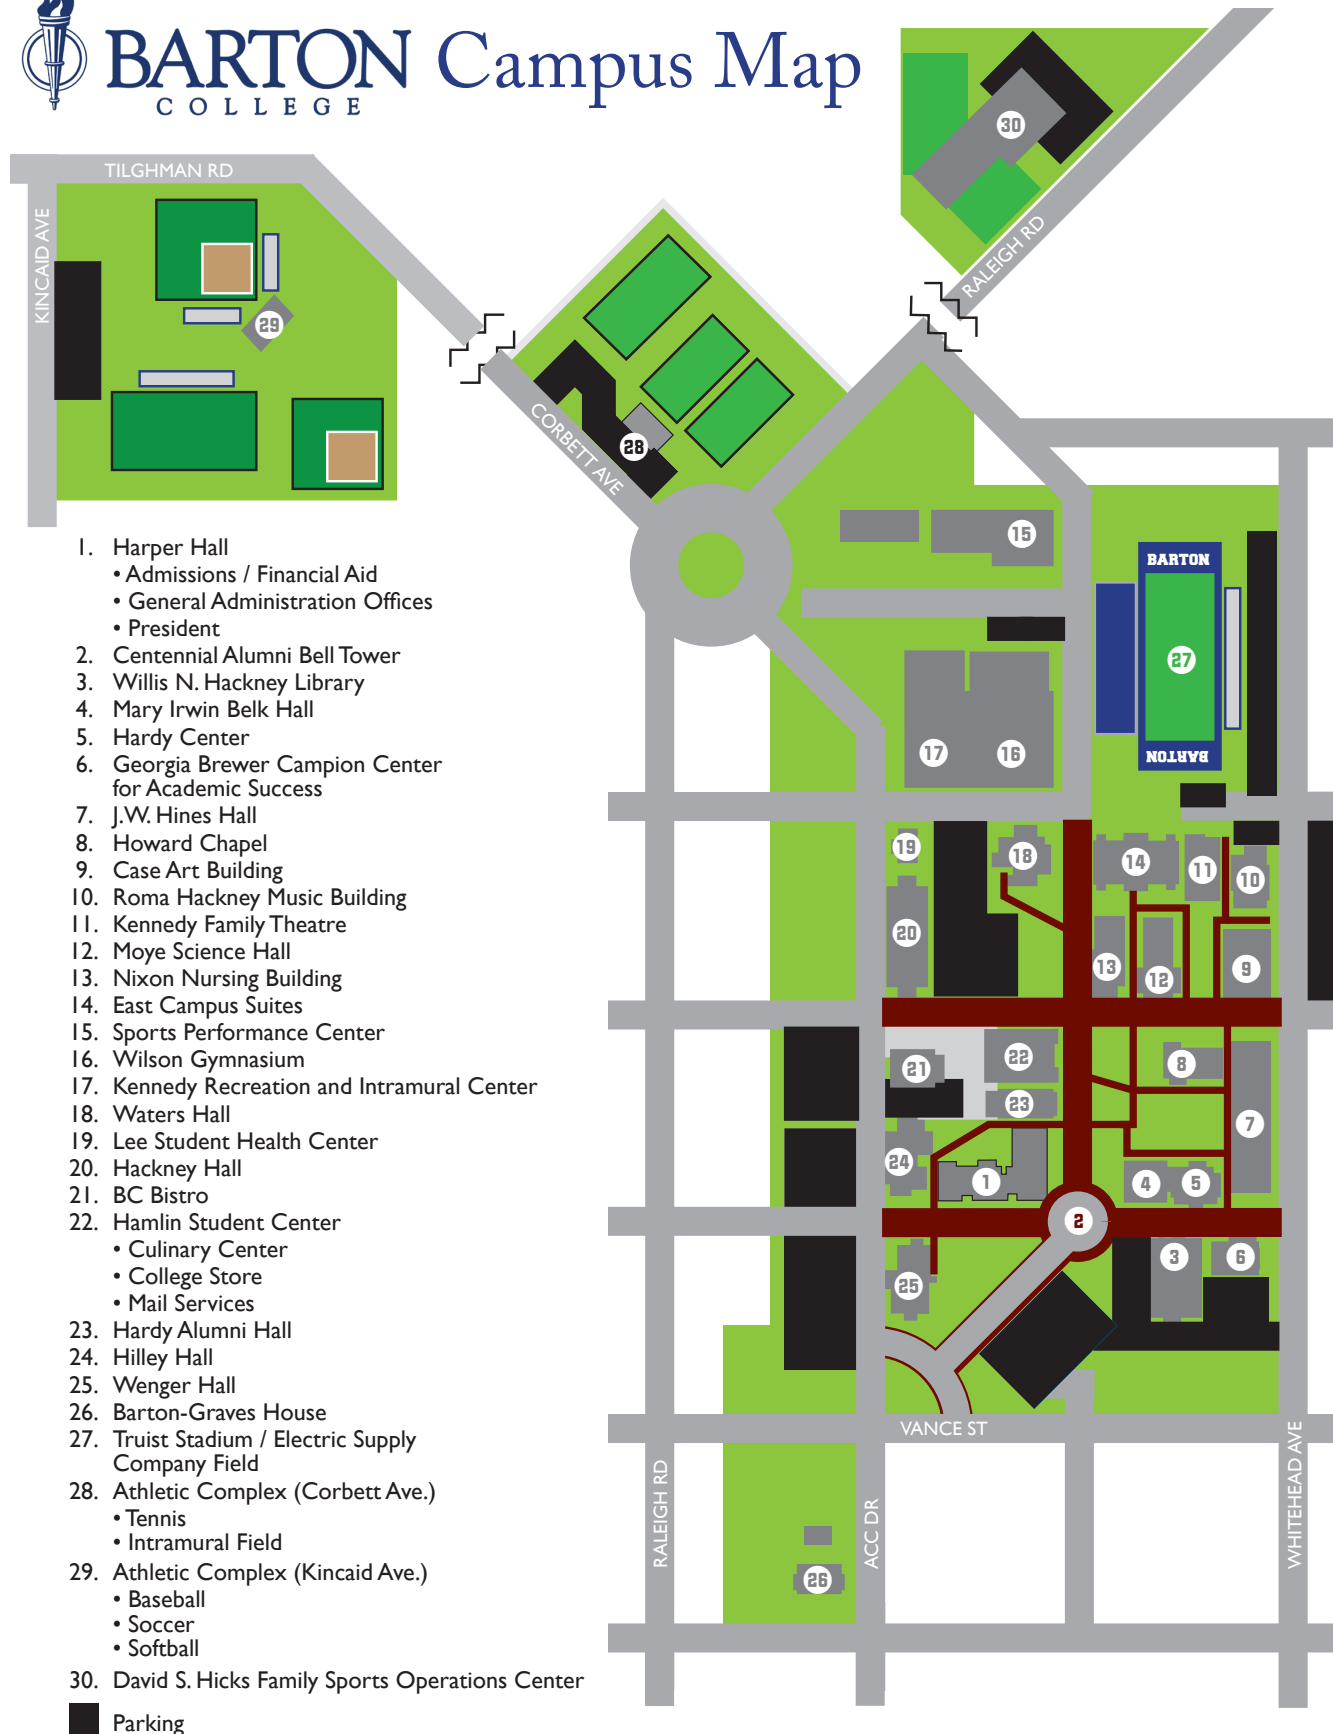 BARTON
COLLEGE
Campus Map
TILGHMAN RD
KINCAID AVE
29
CORBETT AVE
28
30
RALEIGH RD
1. Harper Hall
• Admissions / Financial Aid
• General Administration Offices
• President
2. Centennial Alumni Bell Tower
3. Willis N. Hackney Library
4. Mary Irwin Belk Hall
5. Hardy Center
6. Georgia Brewer Campion Center
for Academic Success
7. J.W. Hines Hall
8. Howard Chapel
9. Case Art Building
10. Roma Hackney Music Building
11. Kennedy Family Theatre
12. Moye Science Hall
13. Nixon Nursing Building
14. East Campus Suites
15. Sports Performance Center
16. Wilson Gymnasium
17. Kennedy Recreation and Intramural Center
18. Waters Hall
19. Lee Student Health Center
20. Hackney Hall
21. BC Bistro
22. Hamlin Student Center
• Culinary Center
• College Store
• Mail Services
23. Hardy Alumni Hall
24. Hilley Hall
25. Wenger Hall
26. Barton-Graves House
27. Truist Stadium / Electric Supply
Company Field
28. Athletic Complex (Corbett Ave.)
• Tennis
• Intramural Field
29. Athletic Complex (Kincaid Ave.)
• Baseball
• Soccer
• Softball
30. David S. Hicks Family Sports Operations Center
Parking
15
BARTON
27
BARTON
17
16
19
18
14
11
10
20
13
12
9
21
22
8
23
7
24
1
4
5
2
25
3
6
VANCE ST
RALEIGH RD
ACC DR
WHITEHEAD AVE
26